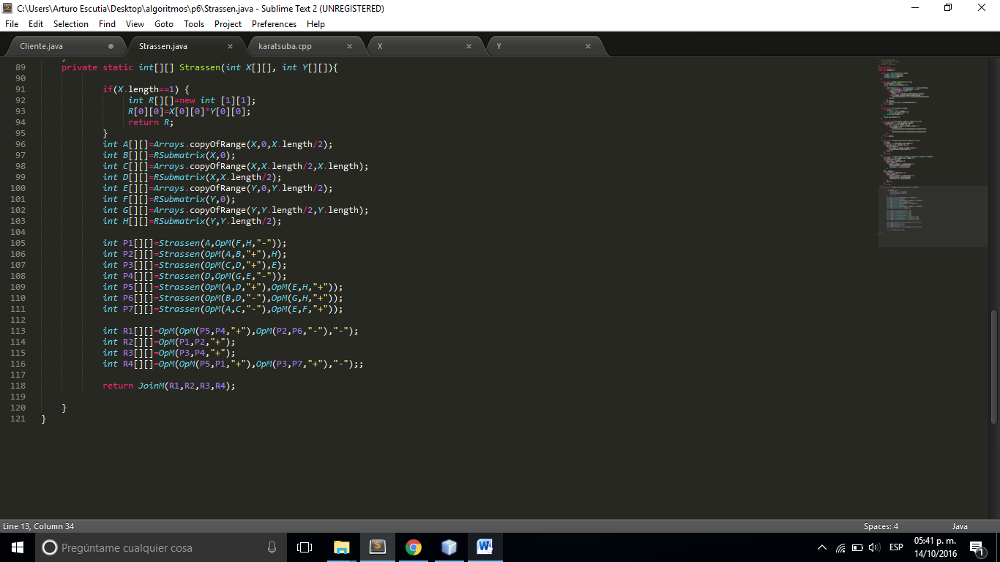 C:\Users\Arturo Escutia\Desktop\algoritmos\p6\Strassen.java - Sublime Text 2 (UNREGISTERED)
File Edit Selection Find View Goto Tools Project Preferences Help
Cliente.java Strassen.java karatsuba.cpp X Y
89 private static int[][] Strassen(int X[][], int Y[][]){
90
91 if(X.length==1) {
92 int R[][]=new int [1][1];
93 R[0][0]=X[0][0]*Y[0][0];
94 return R;
95 }
96 int A[][]=Arrays.copyOfRange(X,0,X.length/2);
97 int B[][]=RSubmatrix(X,0);
98 int C[][]=Arrays.copyOfRange(X,X.length/2,X.length);
99 int D[][]=RSubmatrix(X,X.length/2);
100 int E[][]=Arrays.copyOfRange(Y,0,Y.length/2);
101 int F[][]=RSubmatrix(Y,0);
102 int G[][]=Arrays.copyOfRange(Y,Y.length/2,Y.length);
103 int H[][]=RSubmatrix(Y,Y.length/2);
104
105 int P1[][]=Strassen(A,OpM(F,H,"-"));
106 int P2[][]=Strassen(OpM(A,B,"+"),H);
107 int P3[][]=Strassen(OpM(C,D,"+"),E);
108 int P4[][]=Strassen(D,OpM(G,E,"-"));
109 int P5[][]=Strassen(OpM(A,D,"+"),OpM(E,H,"+"));
110 int P6[][]=Strassen(OpM(B,D,"-"),OpM(G,H,"+"));
111 int P7[][]=Strassen(OpM(A,C,"-"),OpM(E,F,"+"));
112
113 int R1[][]=OpM(OpM(P5,P4,"+"),OpM(P2,P6,"-"),"-");
114 int R2[][]=OpM(P1,P2,"+");
115 int R3[][]=OpM(P3,P4,"+");
116 int R4[][]=OpM(OpM(P5,P1,"+"),OpM(P3,P7,"+"),"-");;
117
118 return JoinM(R1,R2,R3,R4);
119
120 }
121 }
Line 13, Column 34 Spaces: 4 Java
Pregúntame cualquier cosa ESP 05:41 p. m.
14/10/2016 1